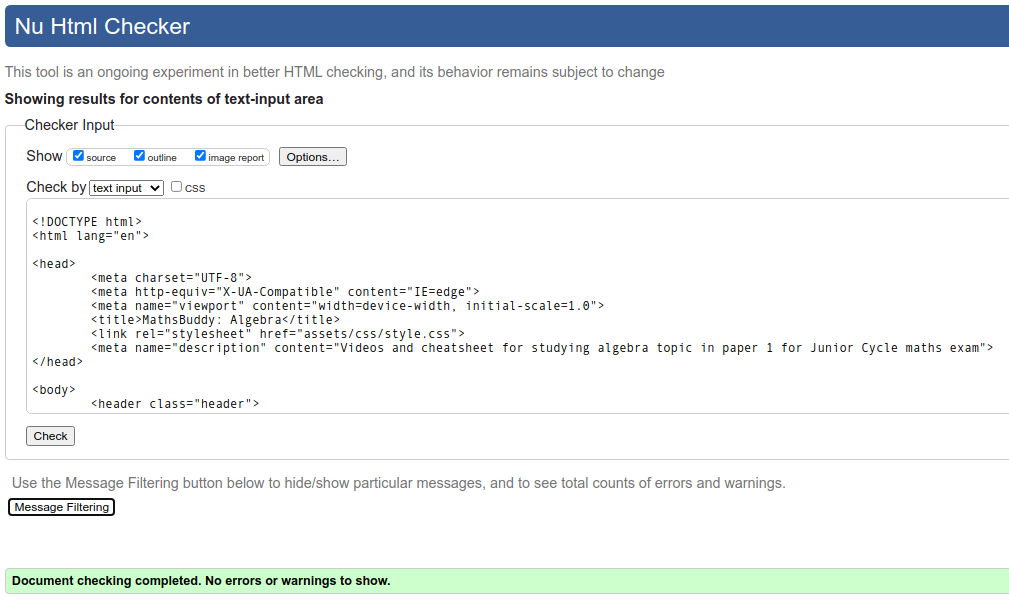 Nu Html Checker
This tool is an ongoing experiment in better HTML checking, and its behavior remains subject to change
Showing results for contents of text-input area
Checker Input
Show source outline image report Options...
Check by text input CSS
<!DOCTYPE html>
<html lang="en">
<head>
<meta charset="UTF-8">
<meta http-equiv="X-UA-Compatible" content="IE=edge">
<meta name="viewport" content="width=device-width, initial-scale=1.0">
<title>MathsBuddy: Algebra</title>
<link rel="stylesheet" href="assets/css/style.css">
<meta name="description" content="Videos and cheatsheet for studying algebra topic in paper 1 for Junior Cycle maths exam">
</head>
<body>
<header class="header">
Check
Use the Message Filtering button below to hide/show particular messages, and to see total counts of errors and warnings.
Message Filtering
Document checking completed. No errors or warnings to show.